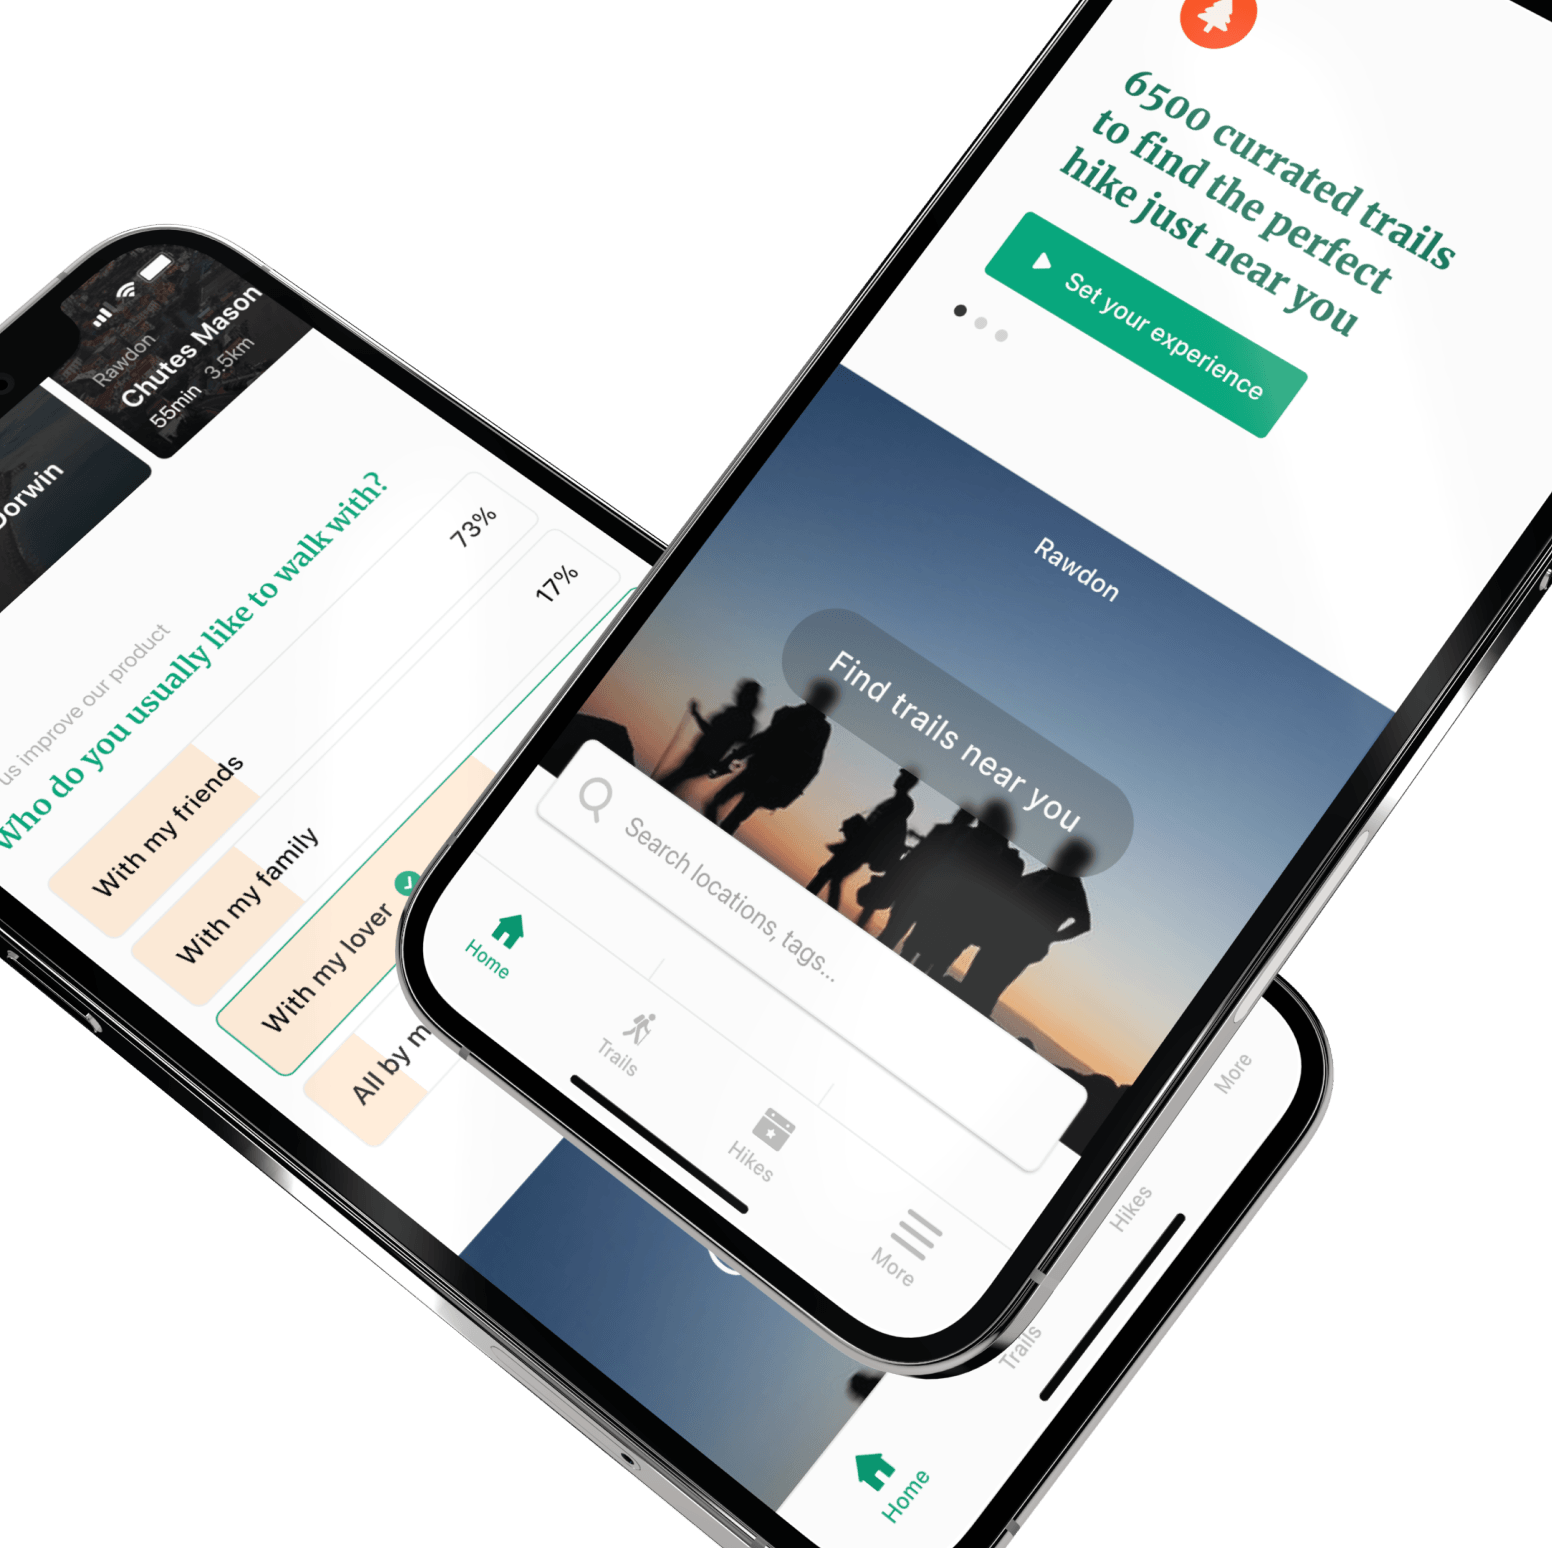 6500 currated trails
to find the perfect
hike just near you
Set your experience
Rawdon
Find trails near you
Search locations, tags...
Home
Trails
Hikes
More
Rawdon
Chutes Mason
55min 3.5km
Dorwin
us improve our product
Who do you usually like to walk with?
With my friends
73%
With my family
17%
With my lover
All by m
Home
Trails
Hikes
More